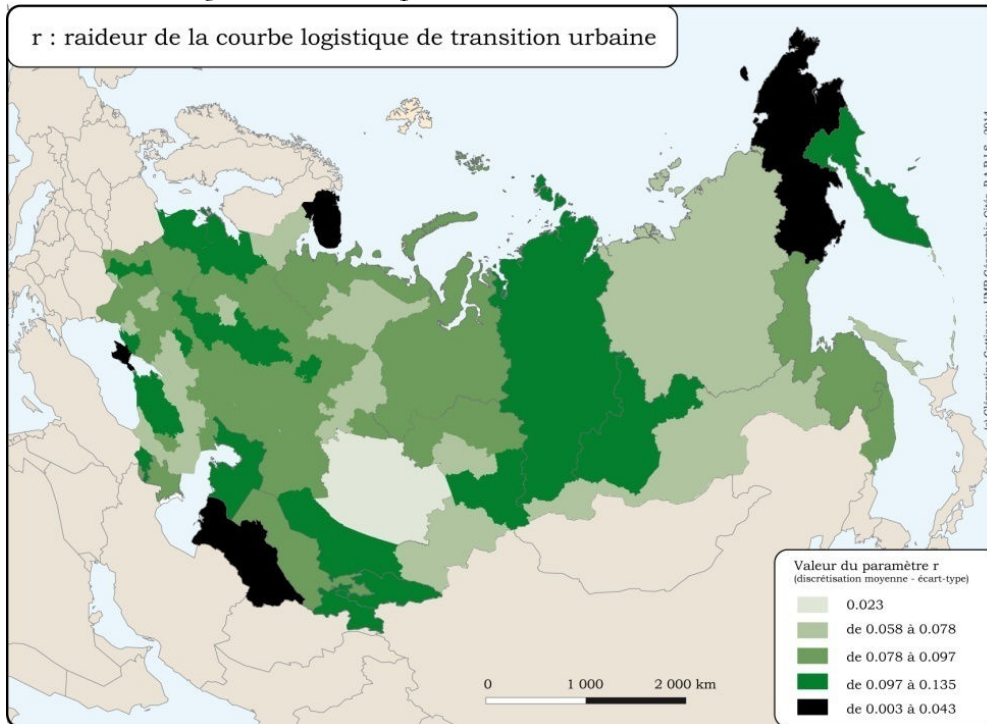 r : raideur de la courbe logistique de transition urbaine
Valeur du paramètre r
(discrétisation moyenne - écart-type)
0.023
de 0.058 à 0.078
de 0.078 à 0.097
de 0.097 à 0.135
de 0.003 à 0.043
0 1 000 2 000 km